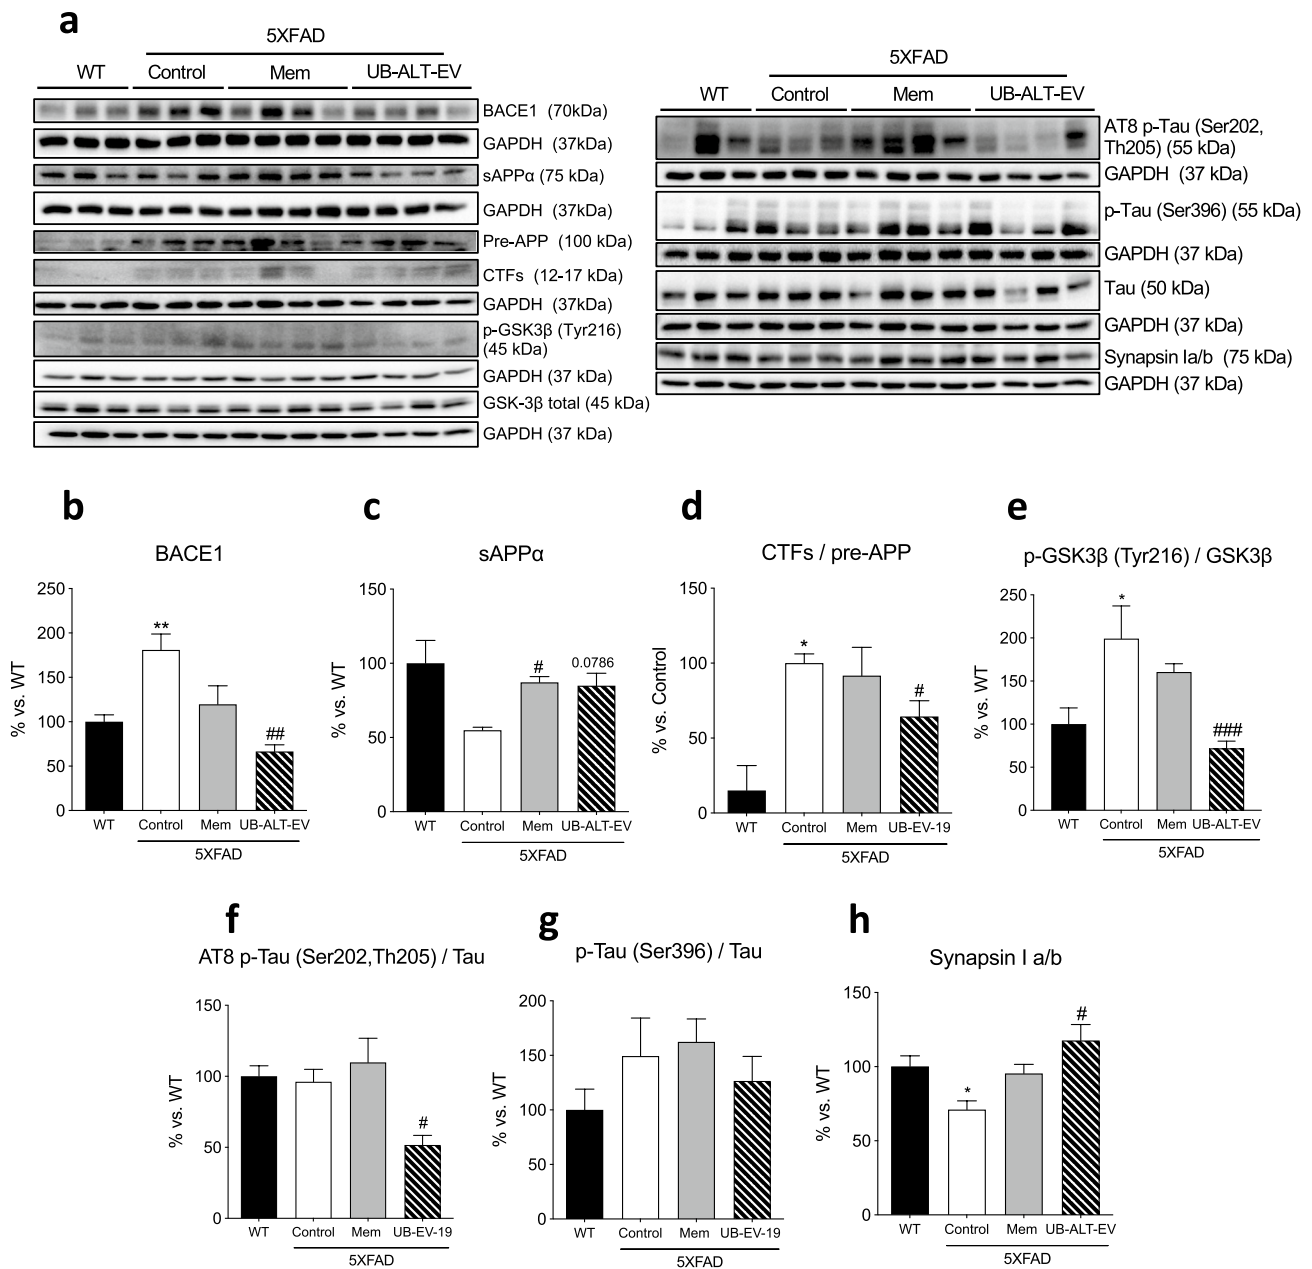 a
5XFAD
WT Control Mem UB-ALT-EV
BACE1 (70kDa)
GAPDH (37kDa)
sAPPα (75 kDa)
GAPDH (37kDa)
Pre-APP (100 kDa)
CTFs (12-17 kDa)
GAPDH (37kDa)
p-GSK3β (Tyr216)
(45 kDa)
GAPDH (37 kDa)
GSK-3β total (45 kDa)
GAPDH (37 kDa)
5XFAD
WT Control Mem UB-ALT-EV
AT8 p-Tau (Ser202,
Th205) (55 kDa)
GAPDH (37 kDa)
p-Tau (Ser396) (55 kDa)
GAPDH (37 kDa)
Tau (50 kDa)
GAPDH (37 kDa)
Synapsin Ia/b (75 kDa)
GAPDH (37 kDa)
b
BACE1
% vs. WT
250
200
150
100
50
0
**
##
WT Control Mem UB-ALT-EV
5XFAD
c
sAPPα
% vs. WT
150
100
50
0
#
0.0786
WT Control Mem UB-ALT-EV
5XFAD
d
CTFs / pre-APP
% vs. Control
150
100
50
0
*
#
WT Control Mem UB-EV-19
5XFAD
e
p-GSK3β (Tyr216) / GSK3β
% vs. WT
250
200
150
100
50
0
*
###
WT Control Mem UB-ALT-EV
5XFAD
f
AT8 p-Tau (Ser202,Th205) / Tau
% vs. WT
150
100
50
0
#
WT Control Mem UB-EV-19
5XFAD
g
p-Tau (Ser396) / Tau
% vs. WT
200
150
100
50
0
WT Control Mem UB-EV-19
5XFAD
h
Synapsin I a/b
% vs. WT
150
100
50
0
*
#
WT Control Mem UB-ALT-EV
5XFAD